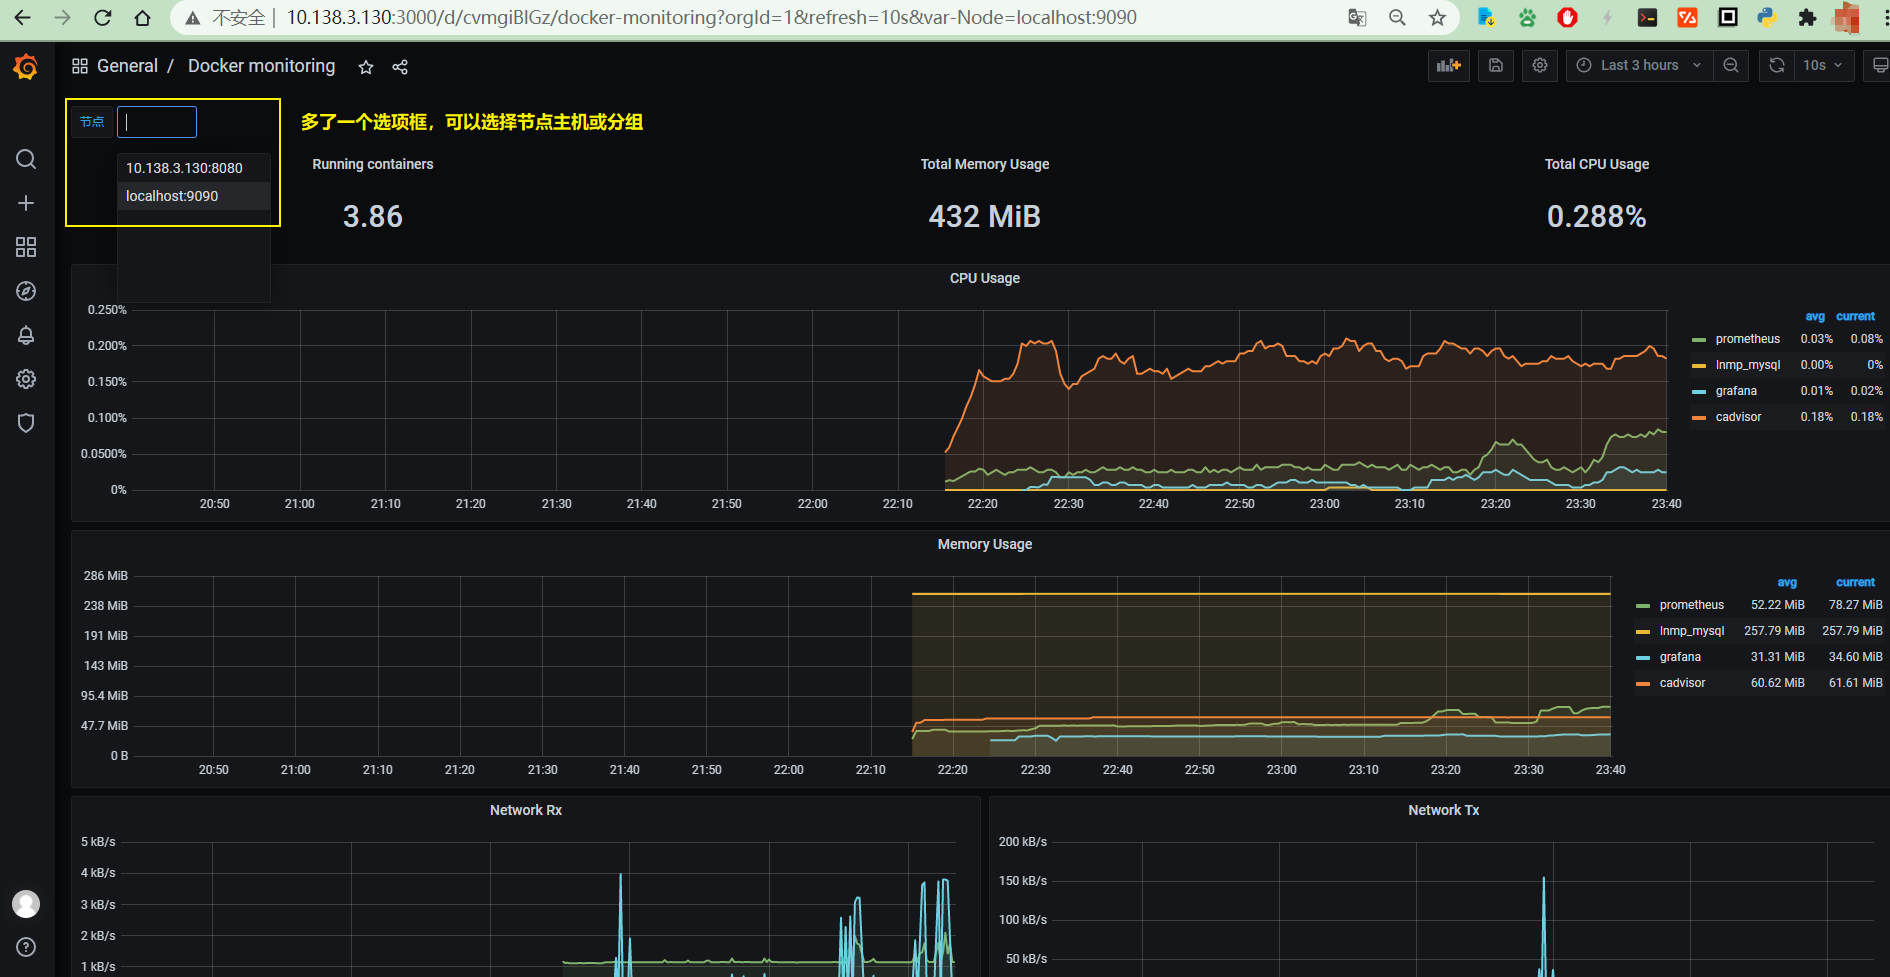 不安全 10.138.3.130:3000/d/cvmgiBlGz/docker-monitoring?orgId=1&refresh=10s&var-Node=localhost:9090
General / Docker monitoring
Last 3 hours 10s
节点
多了一个选项框，可以选择节点主机或分组
10.138.3.130:8080
localhost:9090
Running containers
3.86
Total Memory Usage
432 MiB
Total CPU Usage
0.288%
CPU Usage
0.250%
0.200%
0.150%
0.100%
0.0500%
0%
20:50 21:00 21:10 21:20 21:30 21:40 21:50 22:00 22:10 22:20 22:30 22:40 22:50 23:00 23:10 23:20 23:30 23:40
avg current
prometheus 0.03% 0.08%
lnmp_mysql 0.00% 0%
grafana 0.01% 0.02%
cadvisor 0.18% 0.18%
Memory Usage
286 MiB
238 MiB
191 MiB
143 MiB
95.4 MiB
47.7 MiB
0 B
20:50 21:00 21:10 21:20 21:30 21:40 21:50 22:00 22:10 22:20 22:30 22:40 22:50 23:00 23:10 23:20 23:30 23:40
avg current
prometheus 52.22 MiB 78.27 MiB
lnmp_mysql 257.79 MiB 257.79 MiB
grafana 31.31 MiB 34.60 MiB
cadvisor 60.62 MiB 61.61 MiB
Network Rx
5 kB/s
4 kB/s
3 kB/s
2 kB/s
1 kB/s
Network Tx
200 kB/s
150 kB/s
100 kB/s
50 kB/s